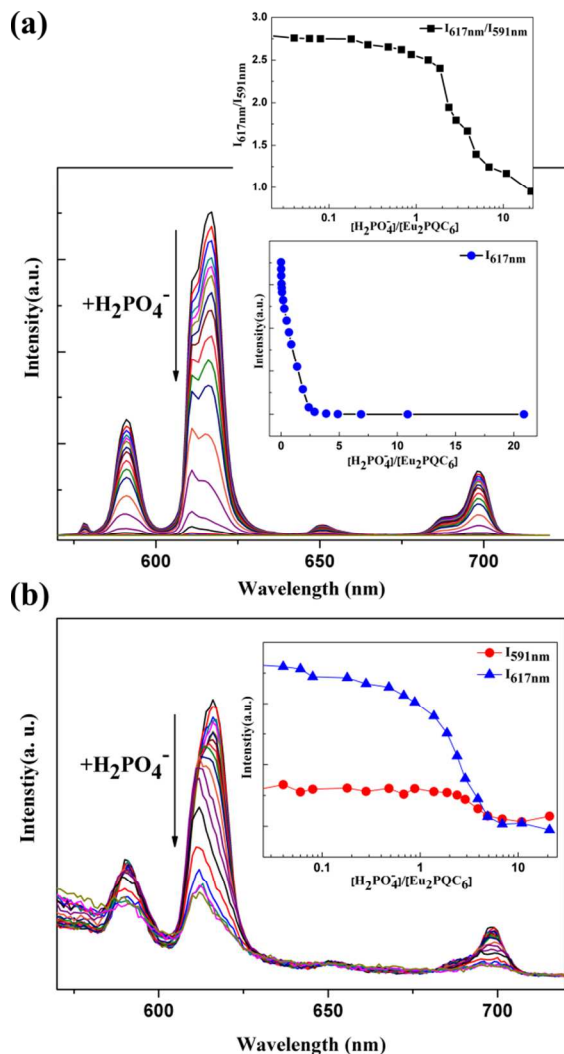 (a)
3.0
2.5
2.0
1.5
1.0
I617nm/I591nm
I617nm/I591nm
0.1 1 10
[H2PO4-]/[Eu2PQC6]
I617nm
Intensity(a.u.)
0 5 10 15 20
[H2PO4-]/[Eu2PQC6]
+H2PO4-
Intensity(a.u.)
600 650 700
Wavelength (nm)
(b)
I591nm
I617nm
Intenstiy(a.u.)
0.1 1 10
[H2PO4-]/[Eu2PQC6]
+H2PO4-
Intenstiy(a. u.)
600 650 700
Wavelength (nm)